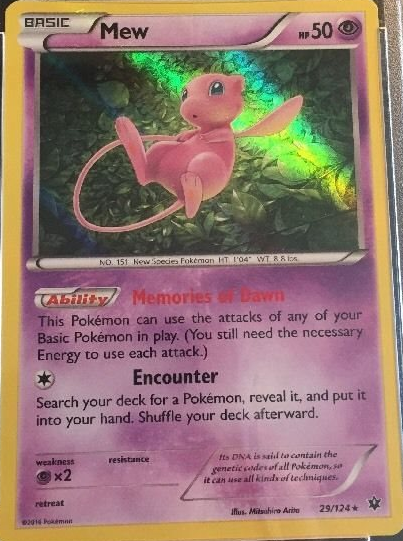 BASIC
Mew HP 50
NO. 151 New Species Pokémon HT. 1'04" WT. 8.8 lbs.
Ability Memories of Dawn
This Pokémon can use the attacks of any of your
Basic Pokémon in play. (You still need the necessary
Energy to use each attack.)
Encounter
Search your deck for a Pokémon, reveal it, and put it
into your hand. Shuffle your deck afterward.
weakness resistance
×2
retreat
Its DNA is said to contain the
genetic codes of all Pokémon, so
it can use all kinds of techniques.
©2016 Pokémon
Illus. Mitsuhiro Arita 29/124 ★